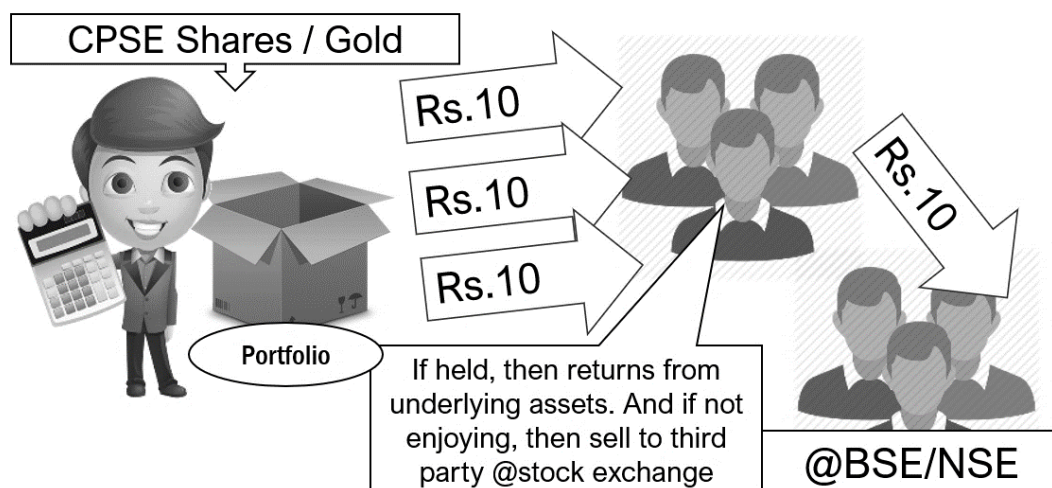 CPSE Shares / Gold
Rs.10
Rs.10
Rs.10
Rs.10
Portfolio
If held, then returns from
underlying assets. And if not
enjoying, then sell to third
party @stock exchange
@BSE/NSE